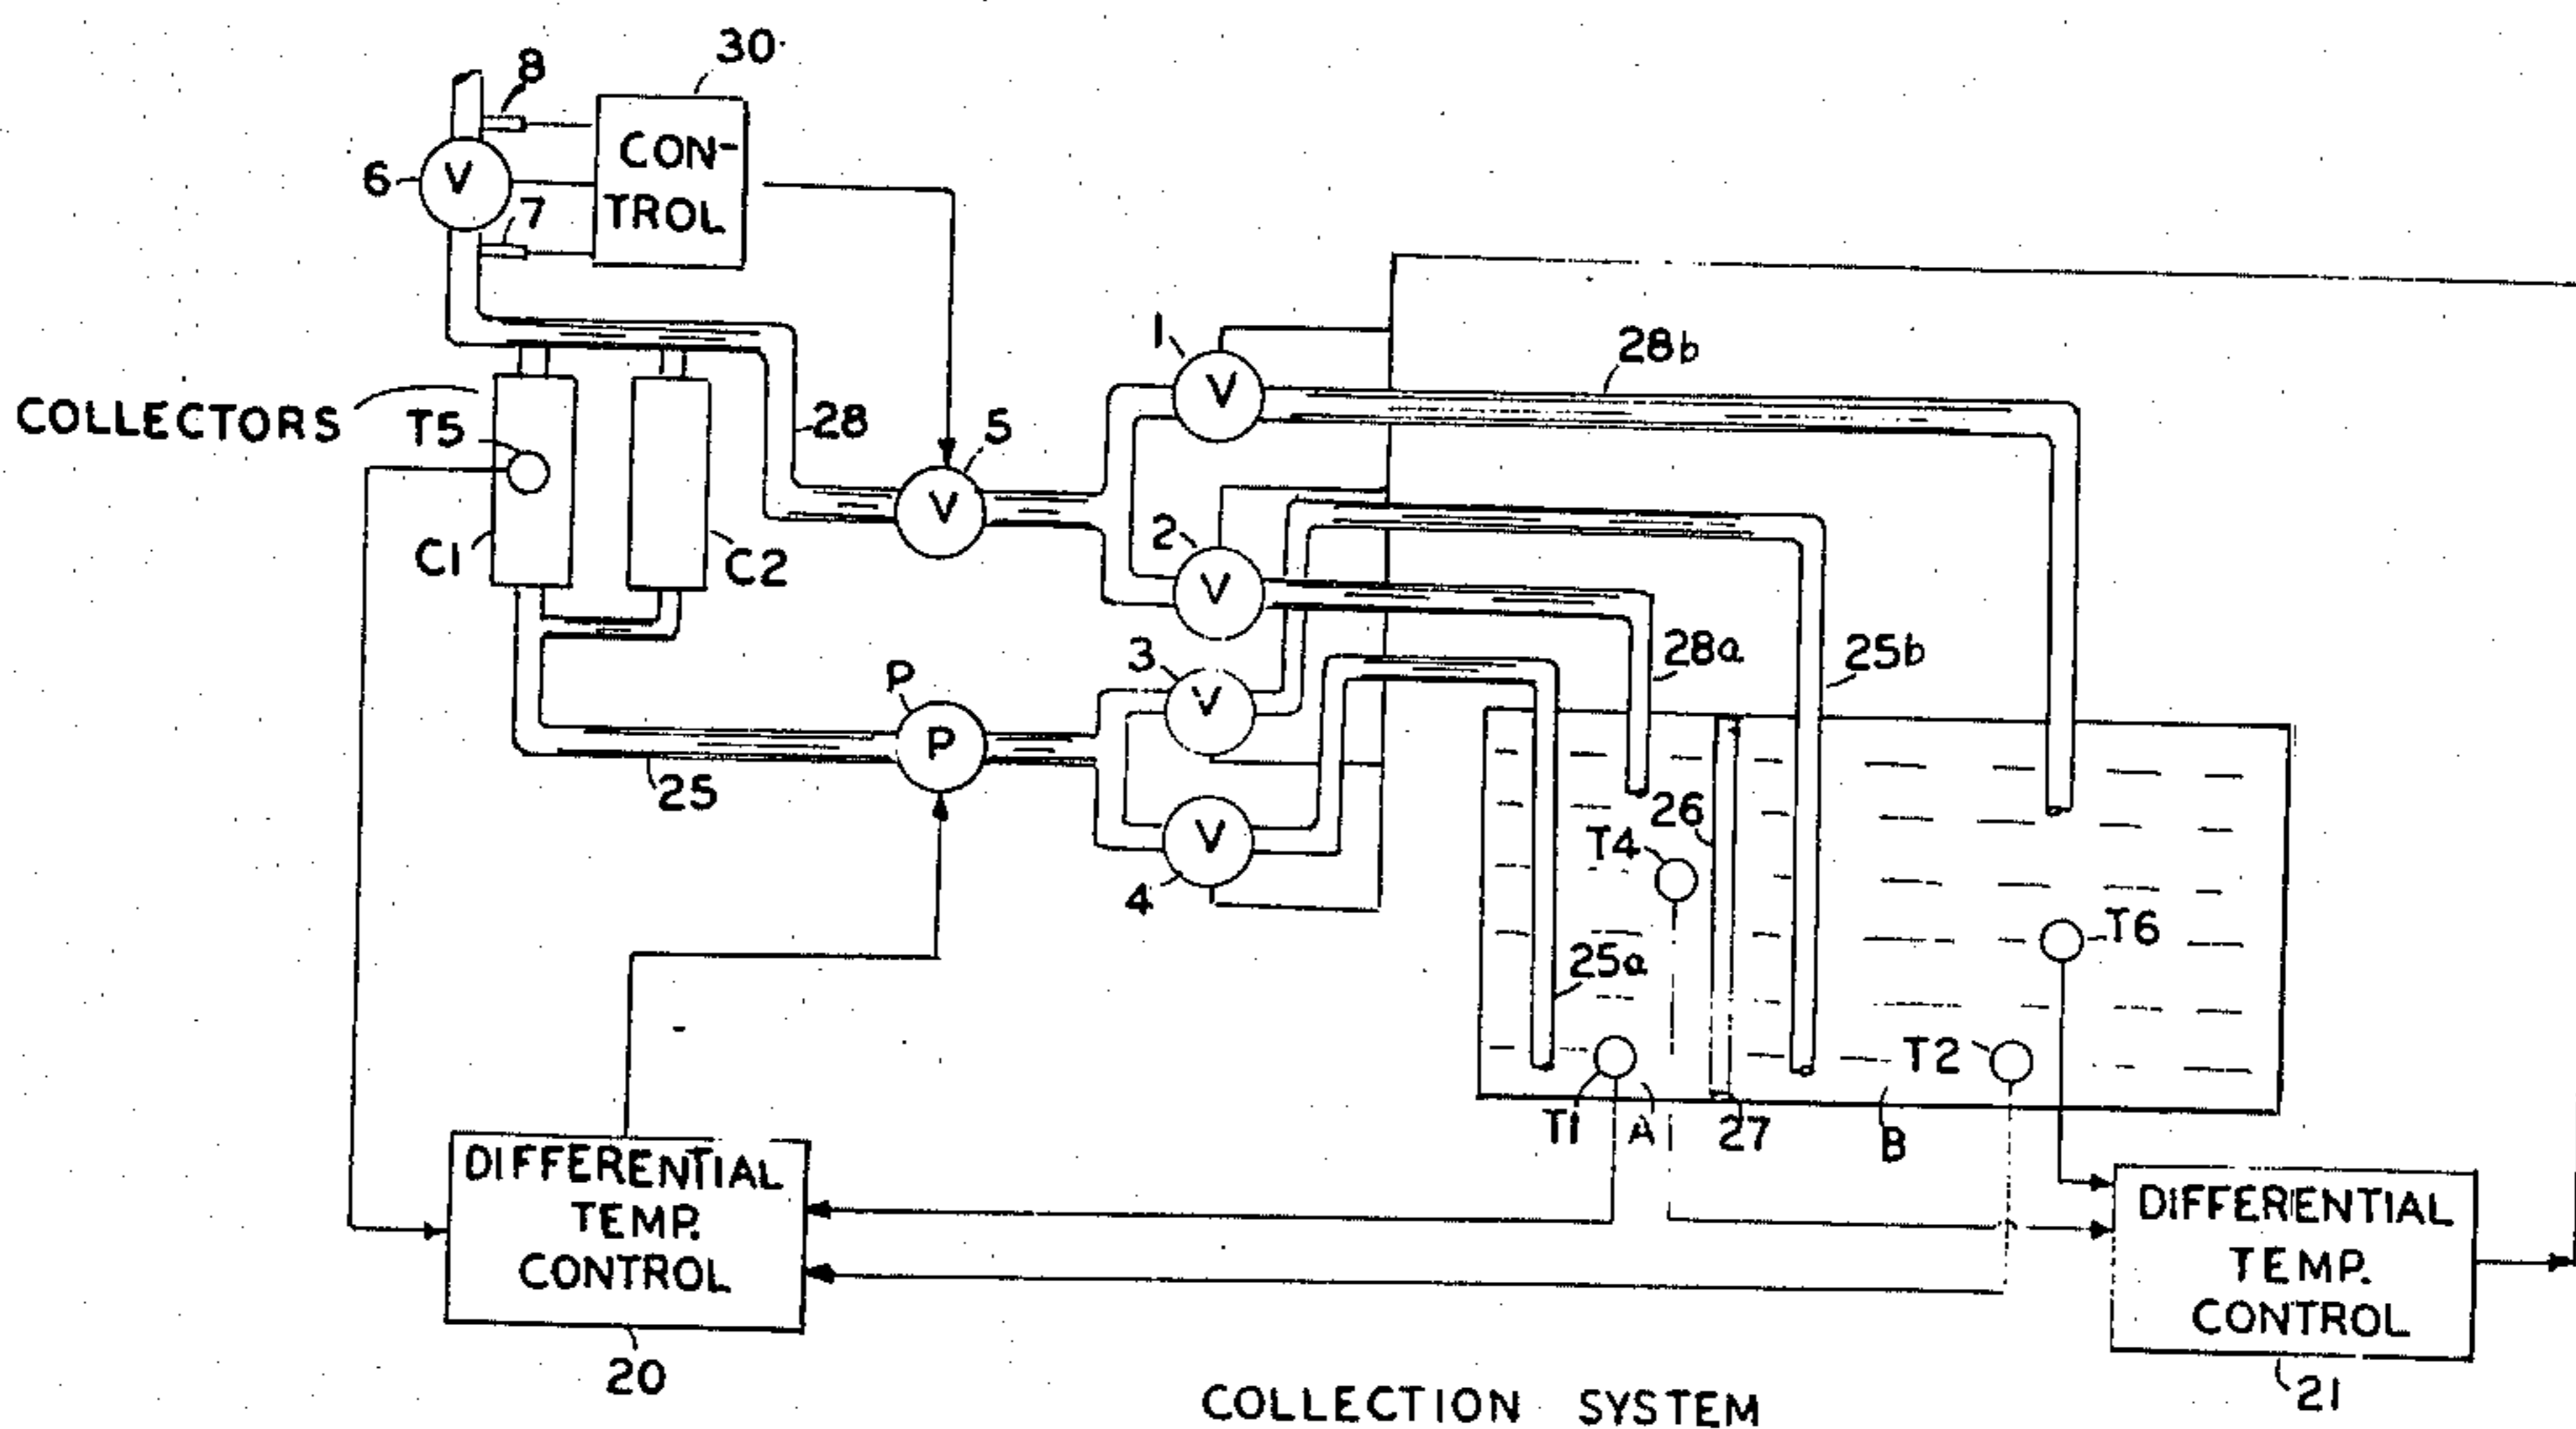 30
8
CON-
TROL
6
V
7
COLLECTORS
T5
28
5
V
1
V
28b
2
V
C1
C2
3
V
28a
25b
P
P
25
4
V
26
T4
T6
25a
T2
T1
A
27
B
DIFFERENTIAL
TEMP.
CONTROL
20
DIFFERENTIAL
TEMP.
CONTROL
21
COLLECTION SYSTEM